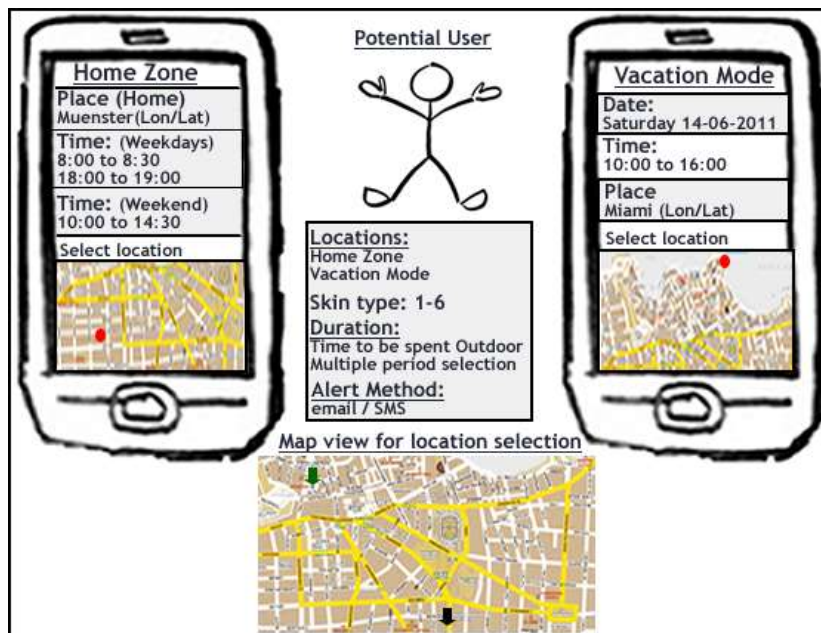 Home Zone
Place (Home)
Muenster(Lon/Lat)
Time: (Weekdays)
8:00 to 8:30
18:00 to 19:00
Time: (Weekend)
10:00 to 14:30
Select location
Potential User
Locations:
Home Zone
Vacation Mode
Skin type: 1-6
Duration:
Time to be spent Outdoor
Multiple period selection
Alert Method:
email / SMS
Vacation Mode
Date:
Saturday 14-06-2011
Time:
10:00 to 16:00
Place
Miami (Lon/Lat)
Select location
Map view for location selection